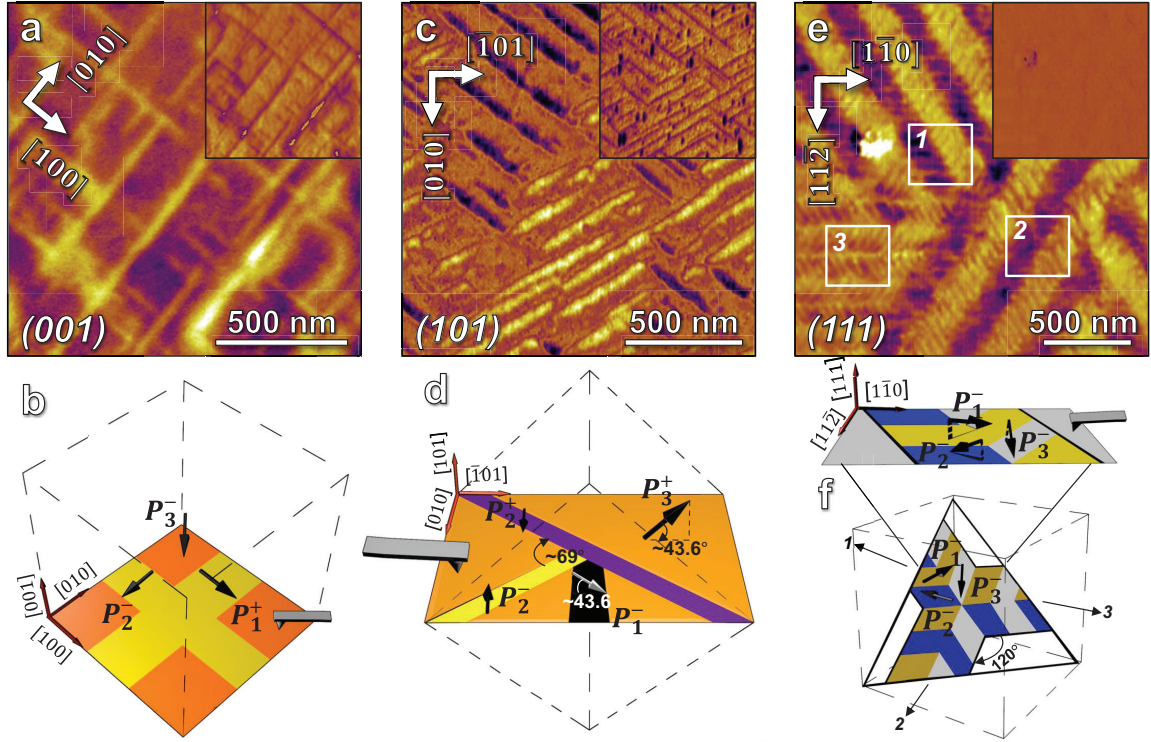 a
[010]
[100]
(001)
500 nm
c
[1̅01]
[010]
(101)
500 nm
e
[11̅0]
[112̅]
1
2
3
(111)
500 nm
b
P₃⁻
P₂⁻
P₁⁺
[001]
[010]
[100]
d
[101]
[1̅01]
[010]
P₂⁺
P₃⁺
~69°
~43.6°
P₂⁻
~43.6
P₁⁻
[111]
[11̅0]
[112̅]
P₁⁻
P₂⁻
P₃⁻
f
1
P₁⁻
P₃⁻
P₂⁻
3
120°
2